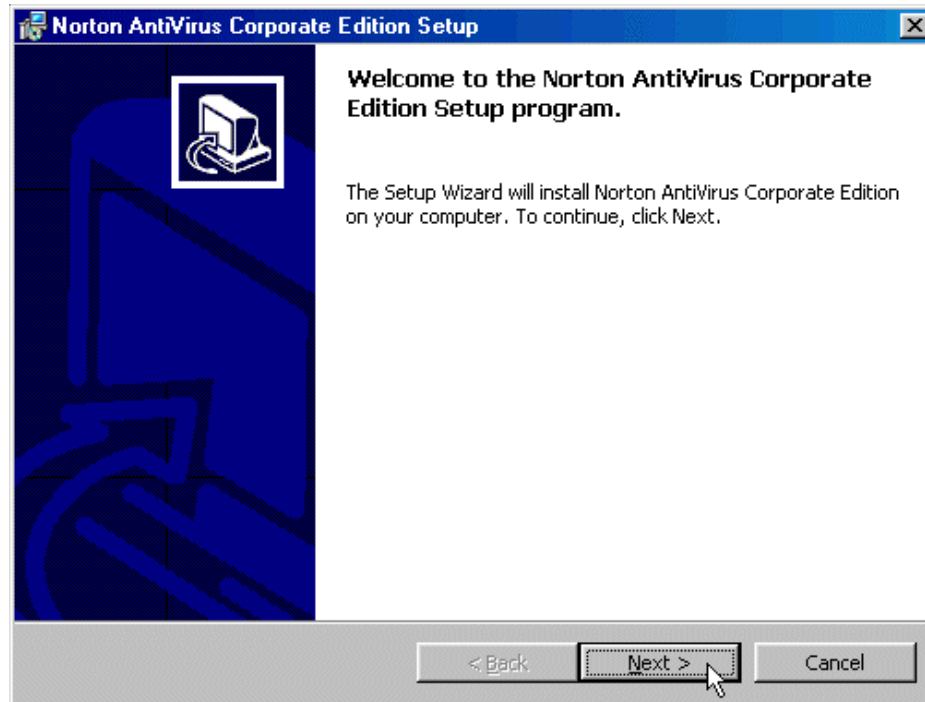 Norton AntiVirus Corporate Edition Setup
Welcome to the Norton AntiVirus Corporate
Edition Setup program.
The Setup Wizard will install Norton AntiVirus Corporate Edition
on your computer. To continue, click Next.
< Back
Next >
Cancel